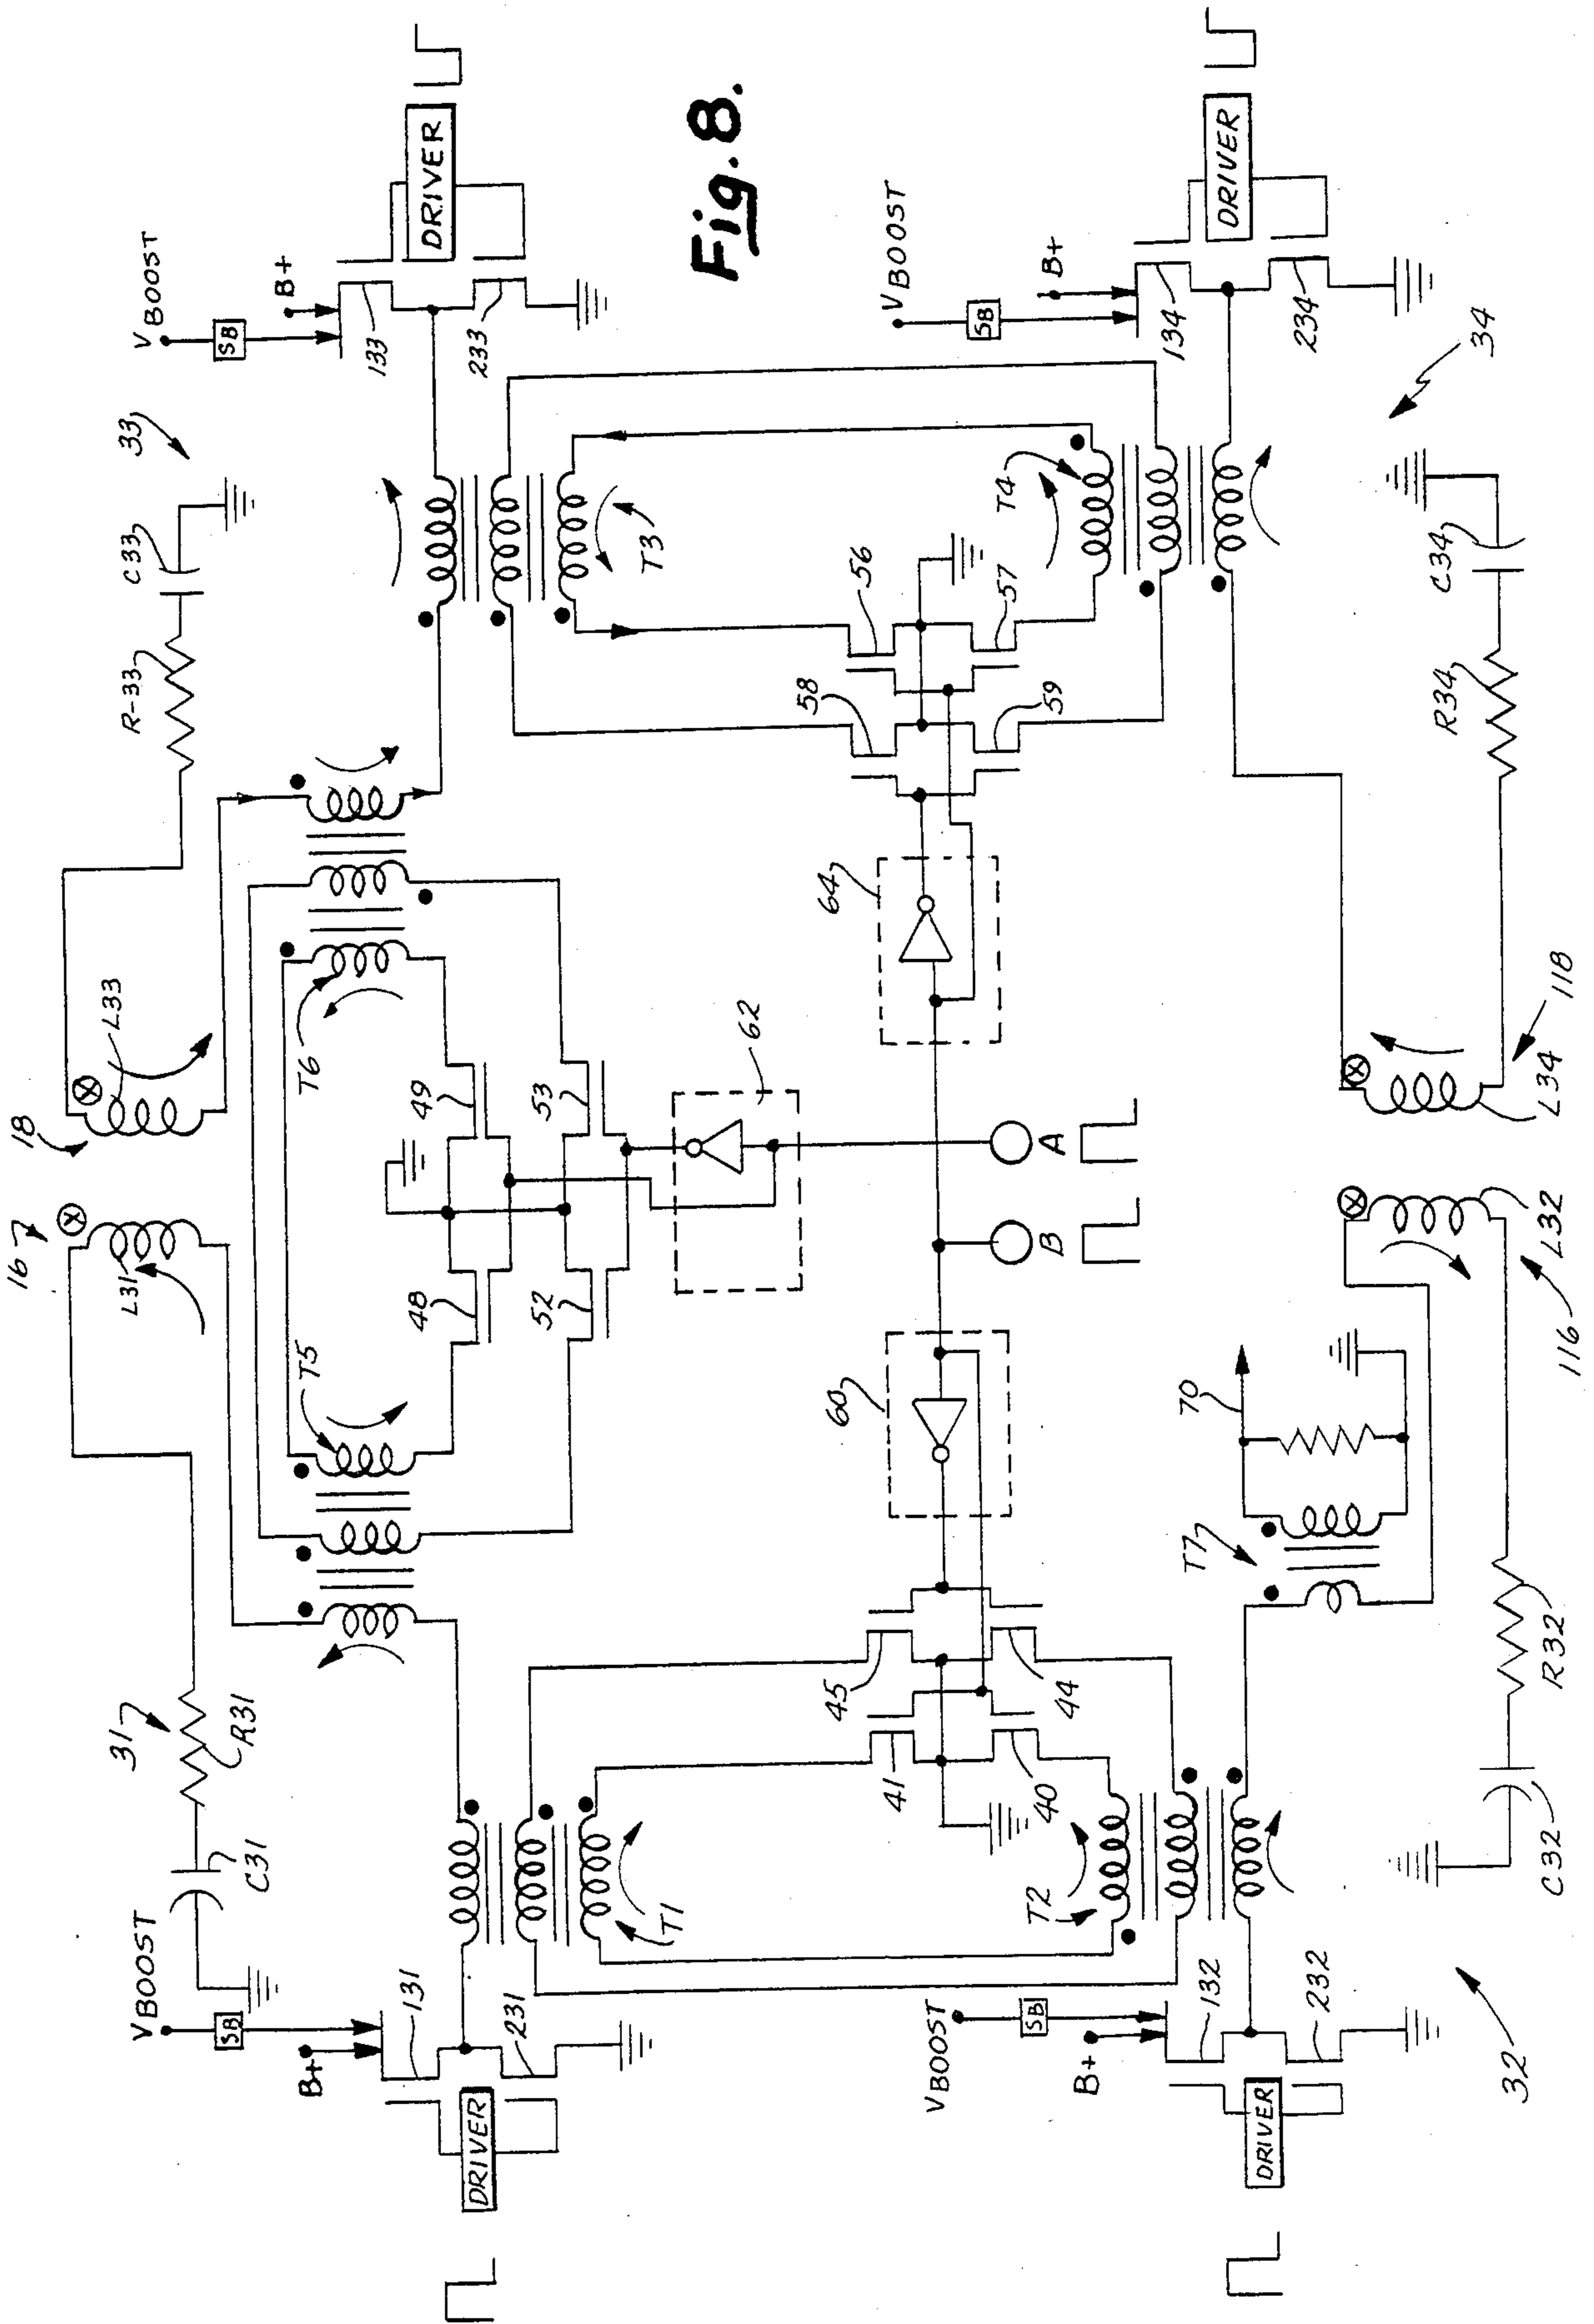 Fig. 8.
16
18
31
R31
C31
L31
L33
R-33
C33
33
VBOOST
SB
B+
131
231
DRIVER
T5
T6
48
49
52
53
62
VBOOST
SB
B+
133
233
DRIVER
T1
T3
41
45
40
44
60
B
A
64
58
56
59
57
T2
T4
VBOOST
SB
B+
132
232
DRIVER
T7
70
VBOOST
SB
B+
134
234
DRIVER
32
C32
R32
L32
116
L34
118
R34
C34
34